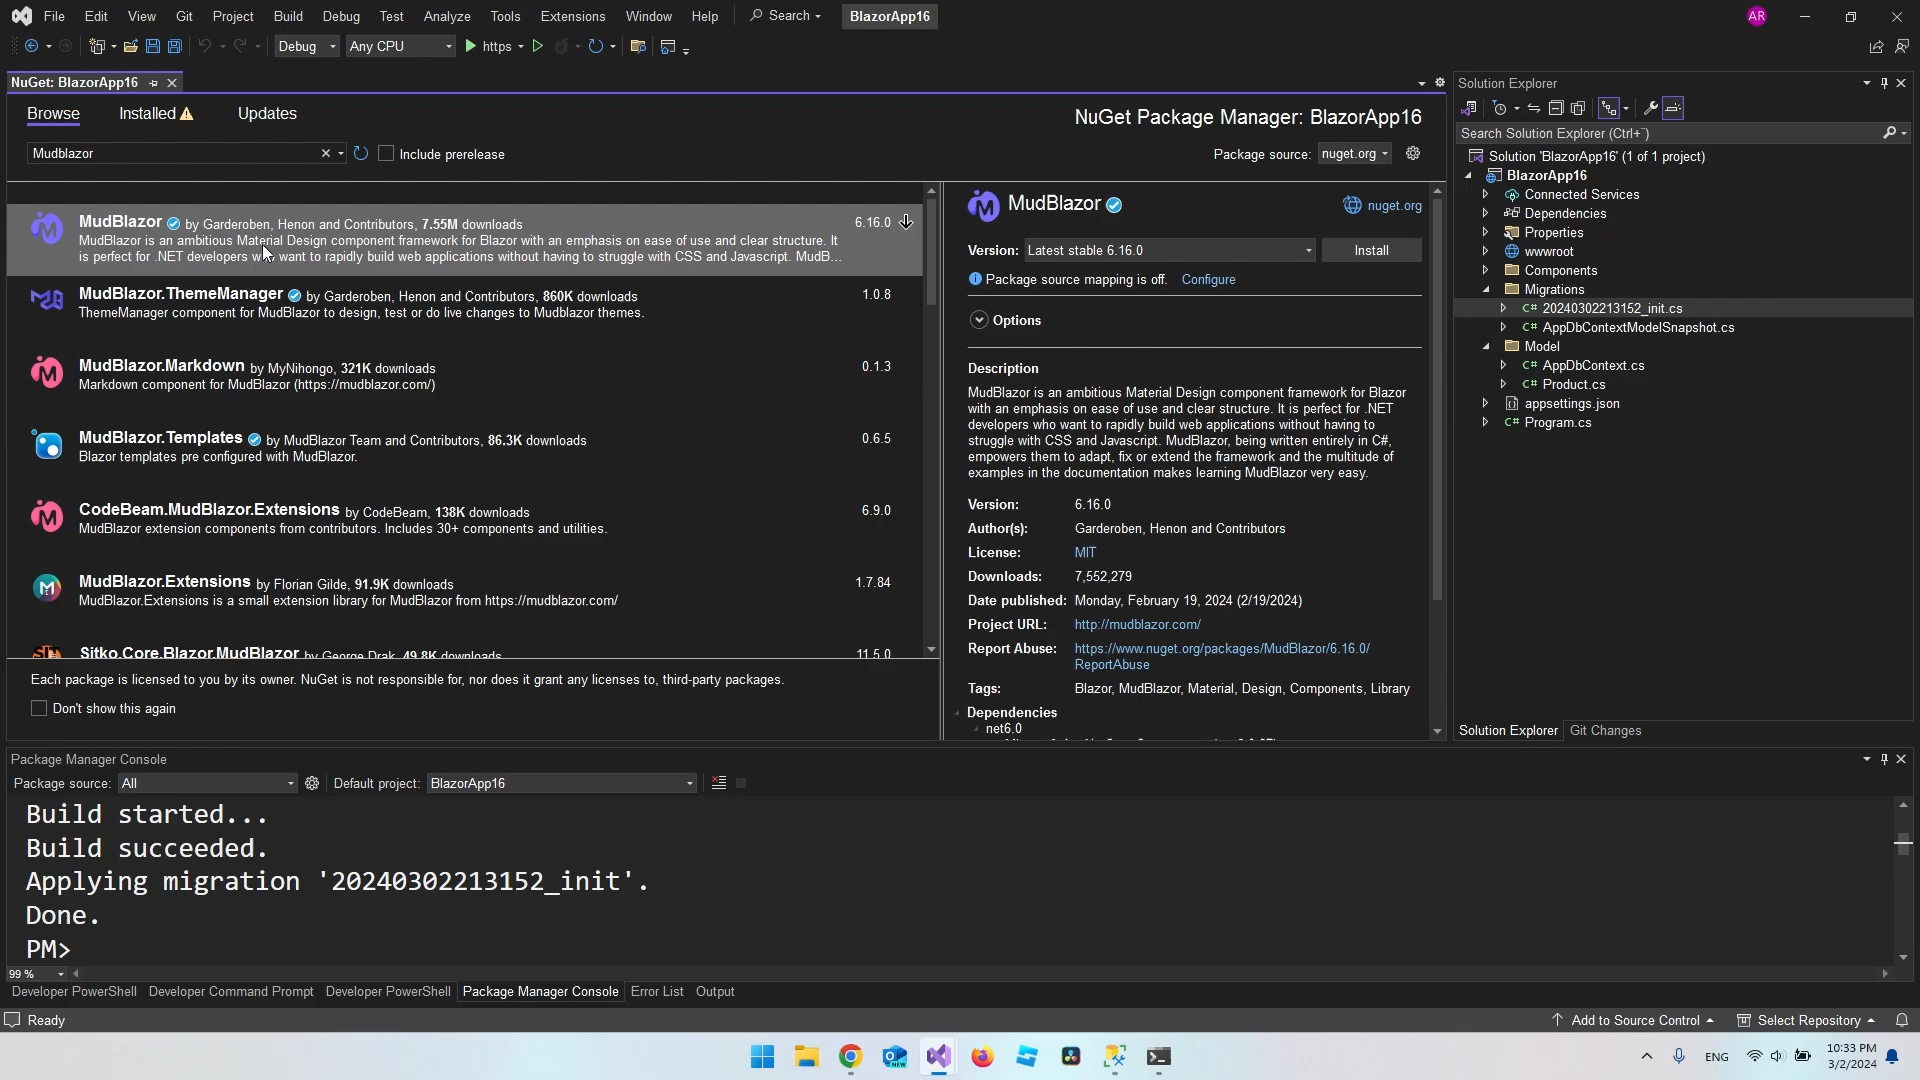 File Edit View Git Project Build Debug Test Analyze Tools Extensions Window Help Search BlazorApp16 AR
Debug Any CPU https
NuGet: BlazorApp16
Browse Installed Updates
NuGet Package Manager: BlazorApp16
Mudblazor Include prerelease
Package source: nuget.org
MudBlazor by Garderoben, Henon and Contributors, 7.55M downloads 6.16.0
MudBlazor is an ambitious Material Design component framework for Blazor with an emphasis on ease of use and clear structure. It
is perfect for .NET developers who want to rapidly build web applications without having to struggle with CSS and Javascript. MudB...
MudBlazor.ThemeManager by Garderoben, Henon and Contributors, 860K downloads 1.0.8
ThemeManager component for MudBlazor to design, test or do live changes to Mudblazor themes.
MudBlazor.Markdown by MyNihongo, 321K downloads 0.1.3
Markdown component for MudBlazor (https://mudblazor.com/)
MudBlazor.Templates by MudBlazor Team and Contributors, 86.3K downloads 0.6.5
Blazor templates pre configured with MudBlazor.
CodeBeam.MudBlazor.Extensions by CodeBeam, 138K downloads 6.9.0
MudBlazor extension components from contributors. Includes 30+ components and utilities.
MudBlazor.Extensions by Florian Gilde, 91.9K downloads 1.7.84
MudBlazor.Extensions is a small extension library for MudBlazor from https://mudblazor.com/
Sitko.Core.Blazor.MudBlazor by George Drak, 49.8K downloads 11.5.0
Each package is licensed to you by its owner. NuGet is not responsible for, nor does it grant any licenses to, third-party packages.
Don't show this again
MudBlazor nuget.org
Version: Latest stable 6.16.0 Install
Package source mapping is off. Configure
Options
Description
MudBlazor is an ambitious Material Design component framework for Blazor
with an emphasis on ease of use and clear structure. It is perfect for .NET
developers who want to rapidly build web applications without having to
struggle with CSS and Javascript. MudBlazor, being written entirely in C#,
empowers them to adapt, fix or extend the framework and the multitude of
examples in the documentation makes learning MudBlazor very easy.
Version: 6.16.0
Author(s): Garderoben, Henon and Contributors
License: MIT
Downloads: 7,552,279
Date published: Monday, February 19, 2024 (2/19/2024)
Project URL: http://mudblazor.com/
Report Abuse: https://www.nuget.org/packages/MudBlazor/6.16.0/
ReportAbuse
Tags: Blazor, MudBlazor, Material, Design, Components, Library
Dependencies
net6.0
Solution Explorer
Search Solution Explorer (Ctrl+¨)
Solution 'BlazorApp16' (1 of 1 project)
BlazorApp16
Connected Services
Dependencies
Properties
wwwroot
Components
Migrations
C# 20240302213152_init.cs
C# AppDbContextModelSnapshot.cs
Model
C# AppDbContext.cs
C# Product.cs
appsettings.json
C# Program.cs
Solution Explorer Git Changes
Package Manager Console
Package source: All Default project: BlazorApp16
Build started...
Build succeeded.
Applying migration '20240302213152_init'.
Done.
PM>
99 %
Developer PowerShell Developer Command Prompt Developer PowerShell Package Manager Console Error List Output
Ready Add to Source Control Select Repository
ENG 10:33 PM
3/2/2024